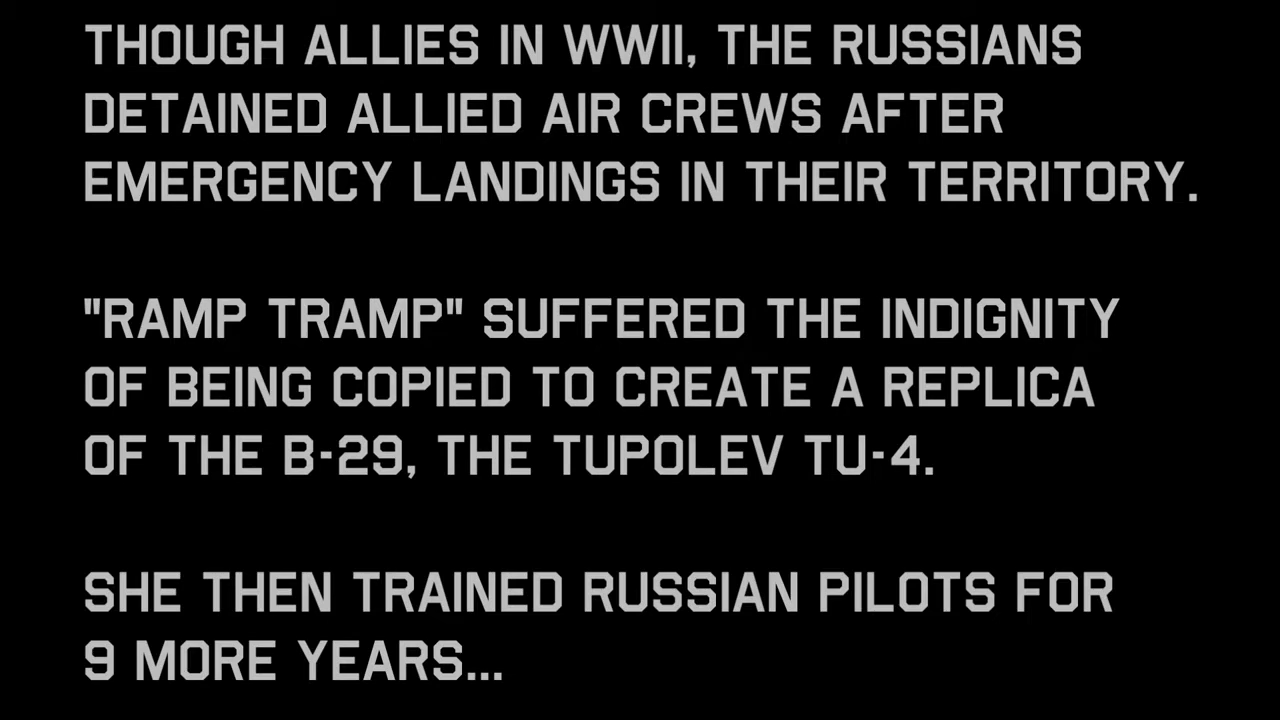 THOUGH ALLIES IN WWII, THE RUSSIANS
DETAINED ALLIED AIR CREWS AFTER
EMERGENCY LANDINGS IN THEIR TERRITORY.
"RAMP TRAMP" SUFFERED THE INDIGNITY
OF BEING COPIED TO CREATE A REPLICA
OF THE B-29, THE TUPOLEV TU-4.
SHE THEN TRAINED RUSSIAN PILOTS FOR
9 MORE YEARS...